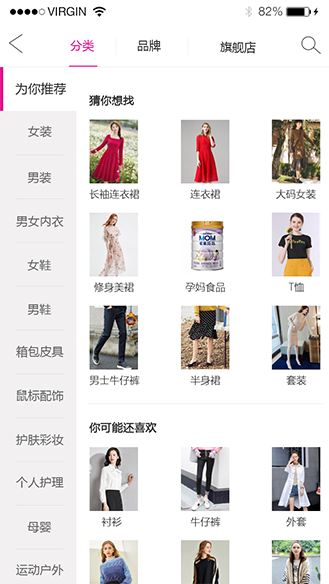 VIRGIN 82%
分类 品牌 旗舰店
为你推荐
女装
男装
男女内衣
女鞋
男鞋
箱包皮具
鼠标配饰
护肤彩妆
个人护理
母婴
运动户外
猜你想找
长袖连衣裙 连衣裙 大码女装
MOM
修身美裙 孕妈食品 T恤
男士牛仔裤 半身裙 套装
你可能还喜欢
衬衫 牛仔裤 外套